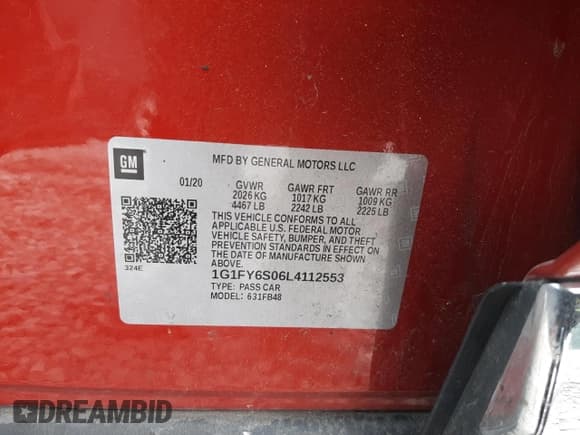 GM
MFD BY GENERAL MOTORS LLC
01/20
GVWR GAWR FRT GAWR RR
2026 KG 1017 KG 1009 KG
4467 LB 2242 LB 2225 LB
THIS VEHICLE CONFORMS TO ALL
APPLICABLE U.S. FEDERAL MOTOR
VEHICLE SAFETY, BUMPER, AND THEFT
PREVENTION STANDARDS IN EFFECT ON
THE DATE OF MANUFACTURE SHOWN
ABOVE.
324E
1G1FY6S06L4112553
TYPE: PASS CAR
MODEL: 631FB48
DREAMBID